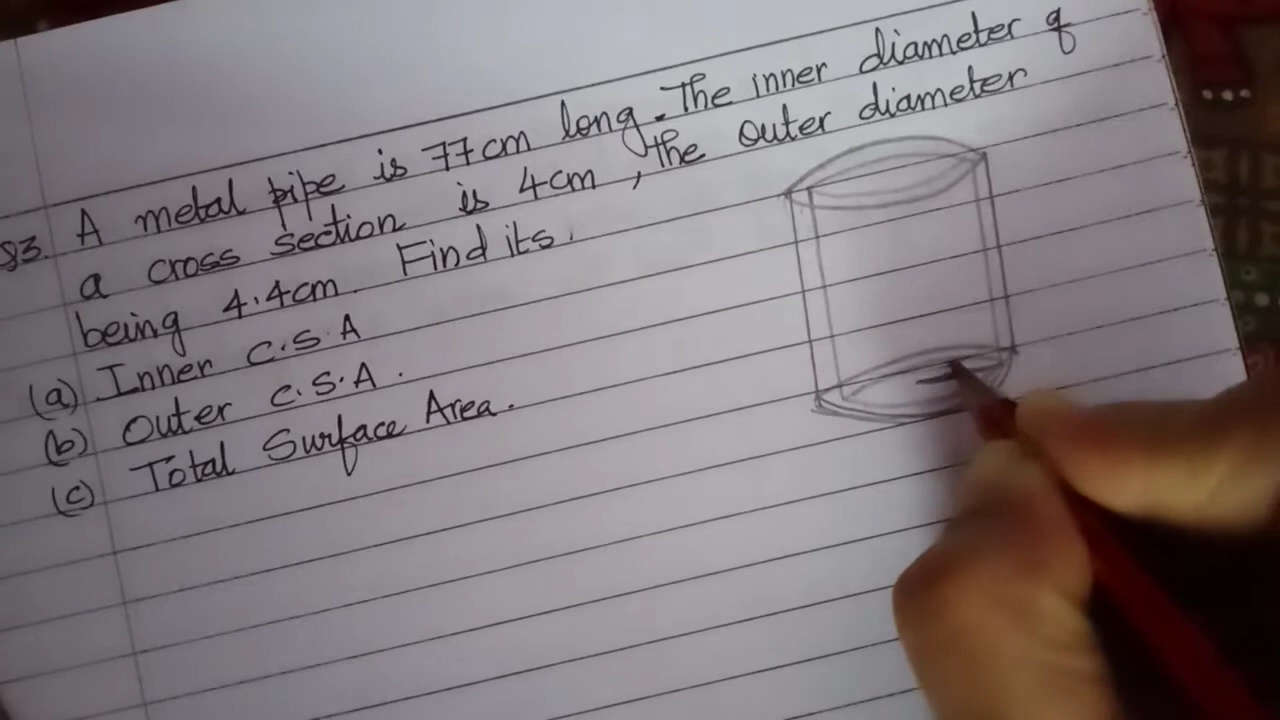 Q3. A metal pipe is 77cm long. The inner diameter of
a cross section is 4cm, the outer diameter
being 4.4cm. Find its.
(a) Inner C.S.A
(b) Outer C.S.A.
(c) Total Surface Area.